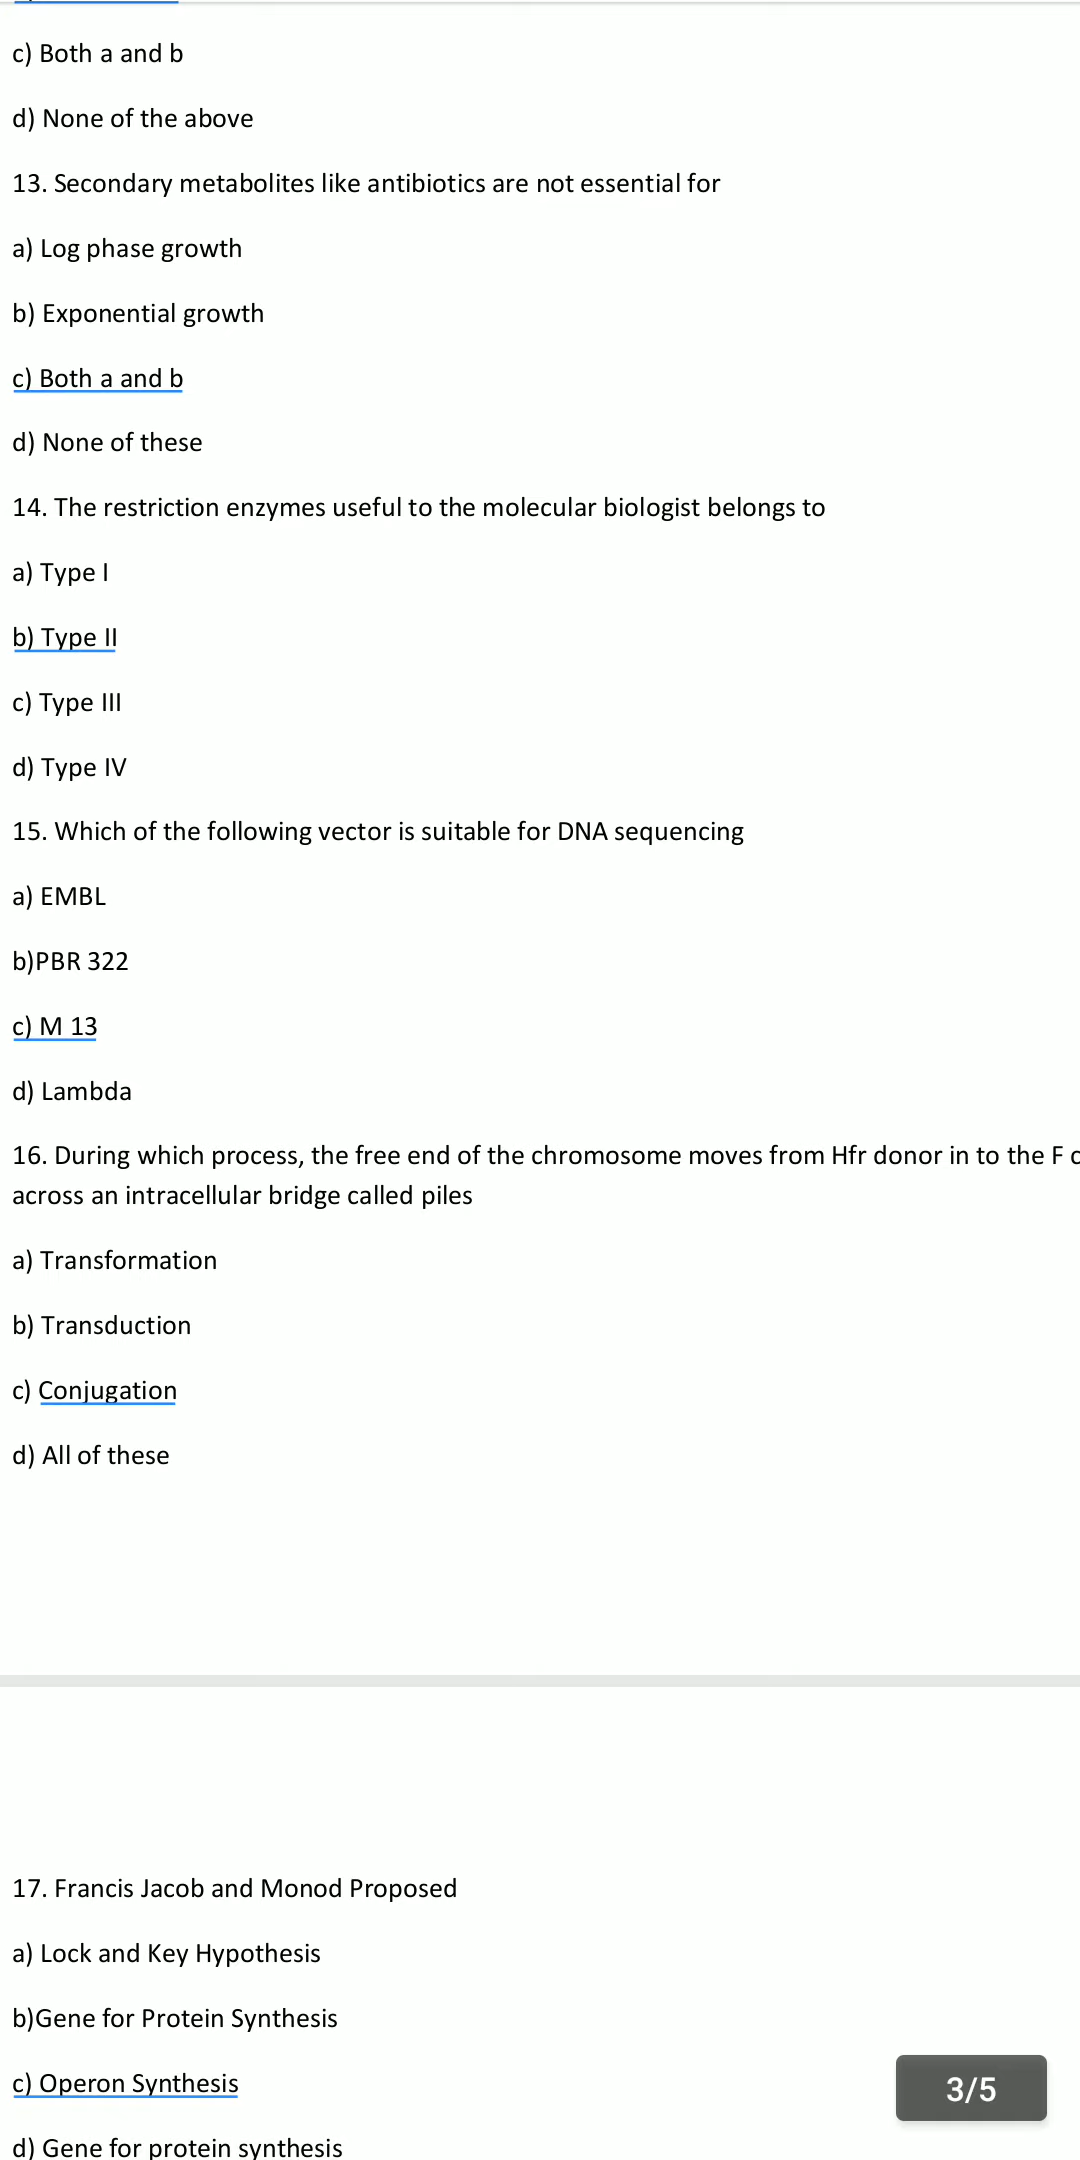 c) Both a and b
d) None of the above
13. Secondary metabolites like antibiotics are not essential for
a) Log phase growth
b) Exponential growth
c) Both a and b
d) None of these
14. The restriction enzymes useful to the molecular biologist belongs to
a) Type I
b) Type II
c) Type III
d) Type IV
15. Which of the following vector is suitable for DNA sequencing
a) EMBL
b)PBR 322
c) M 13
d) Lambda
16. During which process, the free end of the chromosome moves from Hfr donor in to the F
across an intracellular bridge called piles
a) Transformation
b) Transduction
c) Conjugation
d) All of these
17. Francis Jacob and Monod Proposed
a) Lock and Key Hypothesis
b)Gene for Protein Synthesis
c) Operon Synthesis
3/5
d) Gene for protein synthesis